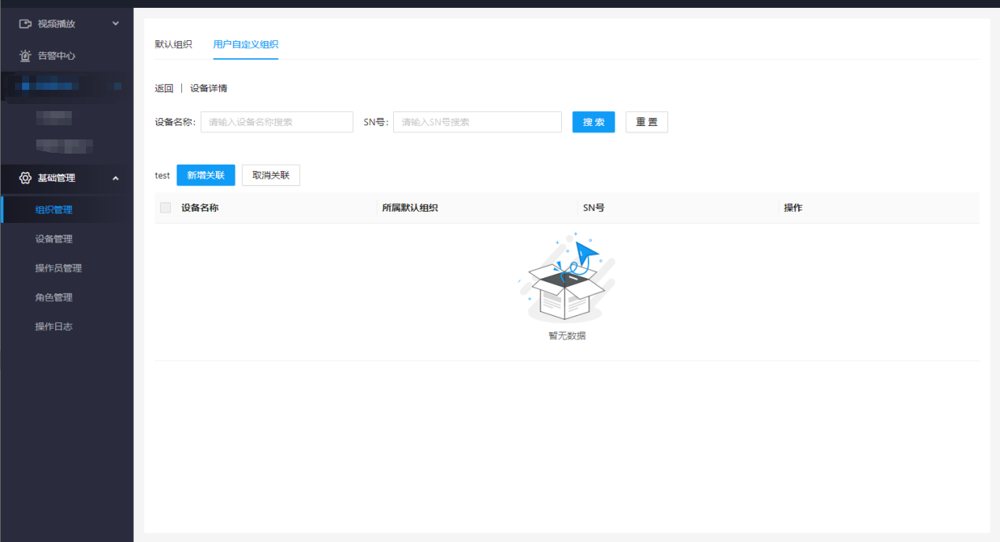 视频播放
告警中心
基础管理
组织管理
设备管理
操作员管理
角色管理
操作日志
默认组织 用户自定义组织
返回 | 设备详情
设备名称: 请输入设备名称搜索 SN号: 请输入SN号搜索 搜 索 重 置
test 新增关联 取消关联
设备名称 所属默认组织 SN号 操作
暂无数据